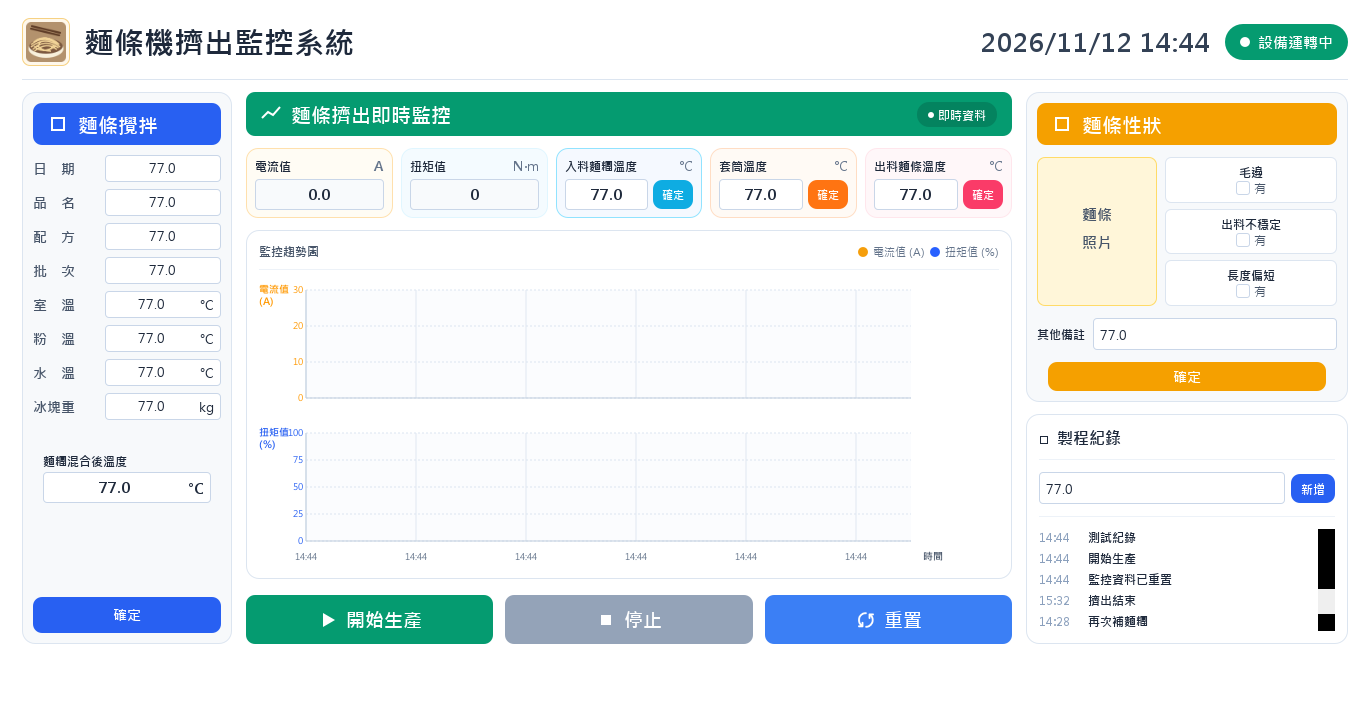 麵條機擠出監控系統
2026/11/12 14:44
設備運轉中
麵條攪拌
日 期 77.0
品 名 77.0
配 方 77.0
批 次 77.0
室 溫 77.0 °C
粉 溫 77.0 °C
水 溫 77.0 °C
冰塊重 77.0 kg
麵糰混合後溫度
77.0 °C
確定
麵條擠出即時監控
即時資料
電流值 A
0.0
扭矩值 N·m
0
入料麵糰溫度 °C
77.0 確定
套筒溫度 °C
77.0 確定
出料麵條溫度 °C
77.0 確定
監控趨勢圖
電流值 (A) 扭矩值 (%)
電流值
(A)
30
20
10
0
扭矩值
(%)
100
75
50
25
0
14:44 14:44 14:44 14:44 14:44 14:44 時間
開始生產
停止
重置
麵條性狀
麵條
照片
毛邊
有
出料不穩定
有
長度偏短
有
其他備註 77.0
確定
製程紀錄
77.0 新增
14:44 測試紀錄
14:44 開始生產
14:44 監控資料已重置
15:32 擠出結束
14:28 再次補麵糰